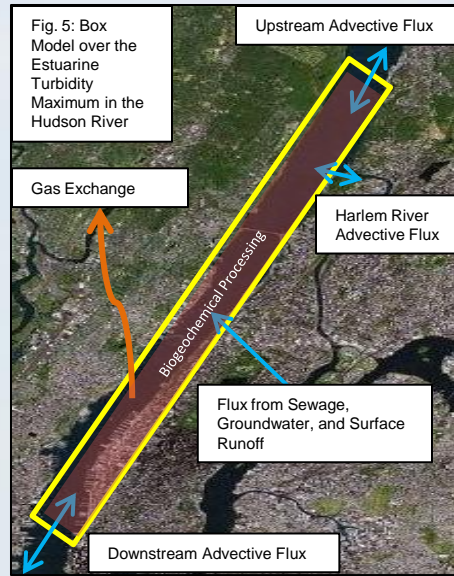 Fig. 5: Box
Model over the
Estuarine
Turbidity
Maximum in the
Hudson River
Upstream Advective Flux
Gas Exchange
Harlem River
Advective Flux
Biogeochemical Processing
Flux from Sewage,
Groundwater, and Surface
Runoff
Downstream Advective Flux